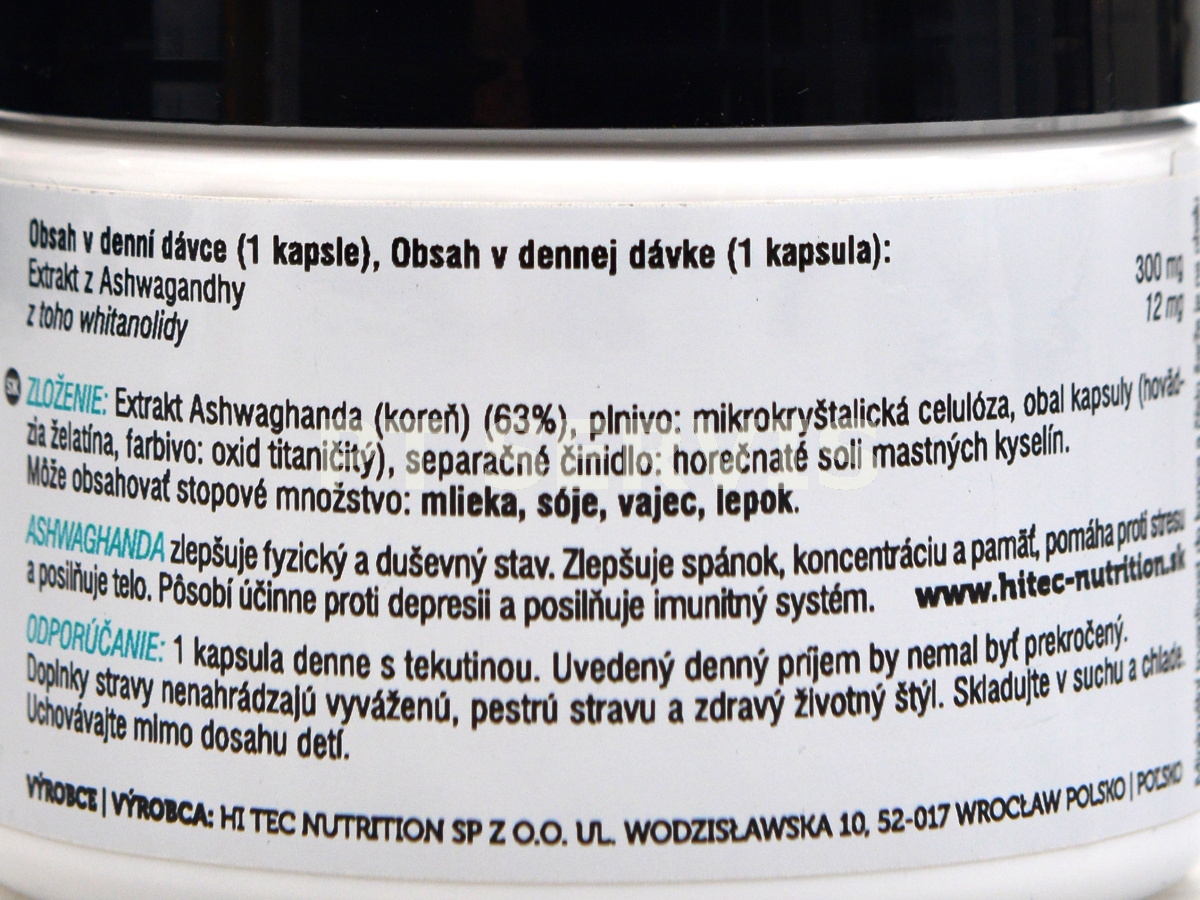 Obsah v denní dávce (1 kapsle), Obsah v dennej dávke (1 kapsula):
Extrakt z Ashwagandhy 300 mg
z toho whitanolidy 12 mg
SK ZLOŽENIE: Extrakt Ashwaghanda (koreň) (63%), plnivo: mikrokryštalická celulóza, obal kapsuly (hoväd-
zia želatína, farbivo: oxid titaničitý), separačné činidlo: horečnaté soli mastných kyselín.
Môže obsahovať stopové množstvo: mlieka, sóje, vajec, lepok.
ASHWAGHANDA zlepšuje fyzický a duševný stav. Zlepšuje spánok, koncentráciu a pamäť, pomáha proti stresu
a posilňuje telo. Pôsobí účinne proti depresii a posilňuje imunitný systém. www.hitec-nutrition.sk
ODPORÚČANIE: 1 kapsula denne s tekutinou. Uvedený denný príjem by nemal byť prekročený.
Doplnky stravy nenahrádzajú vyváženú, pestrú stravu a zdravý životný štýl. Skladujte v suchu a chlade.
Uchovávajte mimo dosahu detí.
VÝROBCE | VÝROBCA: HI TEC NUTRITION SP Z O.O. UL. WODZISŁAWSKA 10, 52-017 WROCŁAW POLSKO | POĽSKO